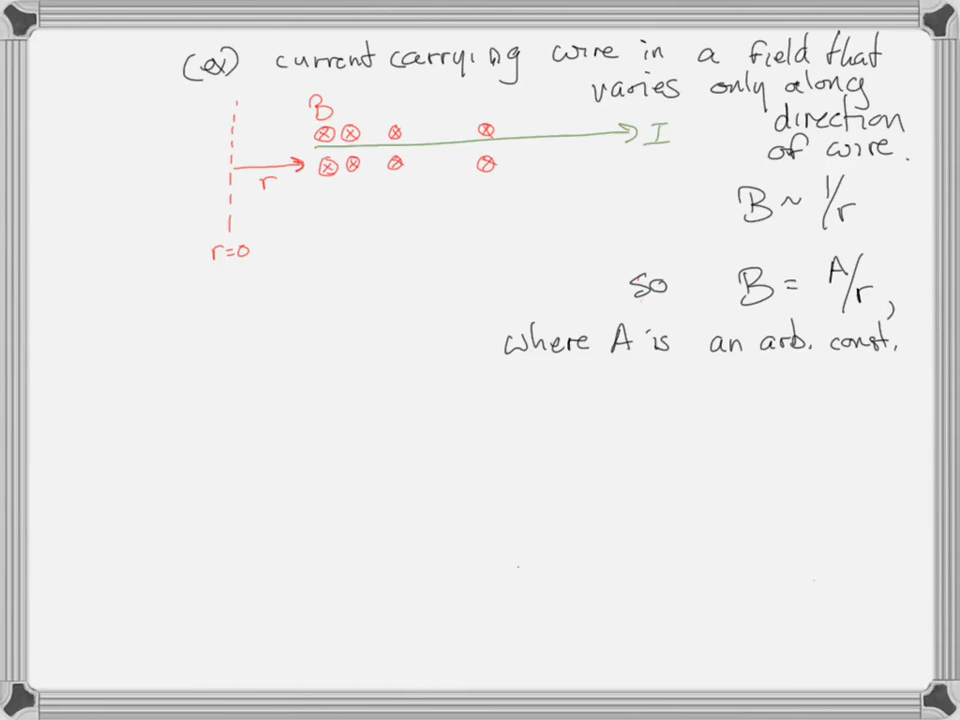 (ex) current carrying wire in a field that
varies only along
direction
of wire.
B
⊗ ⊗ ⊗ ⊗
I
⊗ ⊗ ⊗ ⊗
r
r=0
B ~ 1/r
so B = A/r,
where A is an arb. const.